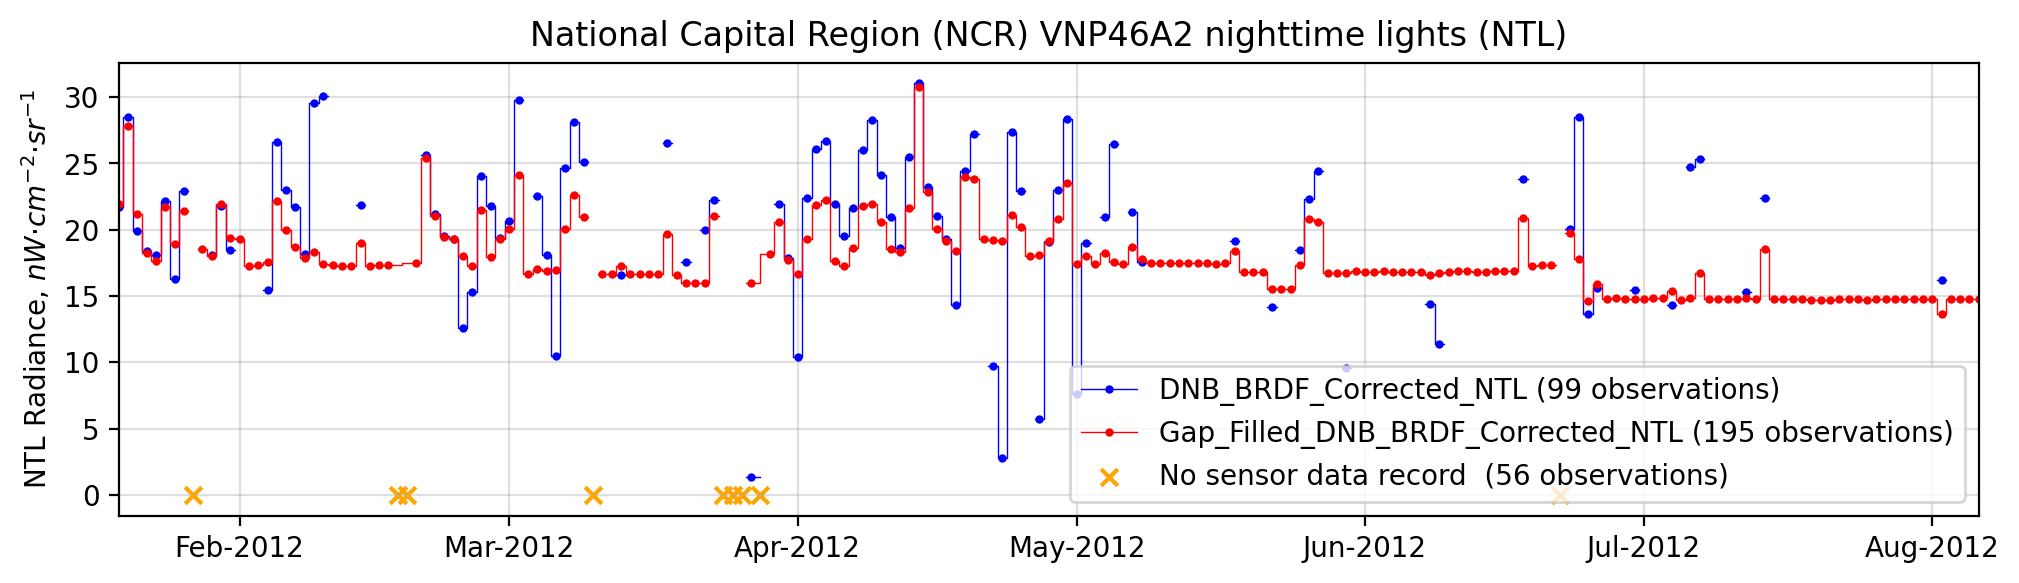 National Capital Region (NCR) VNP46A2 nighttime lights (NTL)
NTL Radiance, nW·cm⁻²·sr⁻¹
30
25
20
15
10
5
0
DNB_BRDF_Corrected_NTL (99 observations)
Gap_Filled_DNB_BRDF_Corrected_NTL (195 observations)
No sensor data record  (56 observations)
Feb-2012 Mar-2012 Apr-2012 May-2012 Jun-2012 Jul-2012 Aug-2012